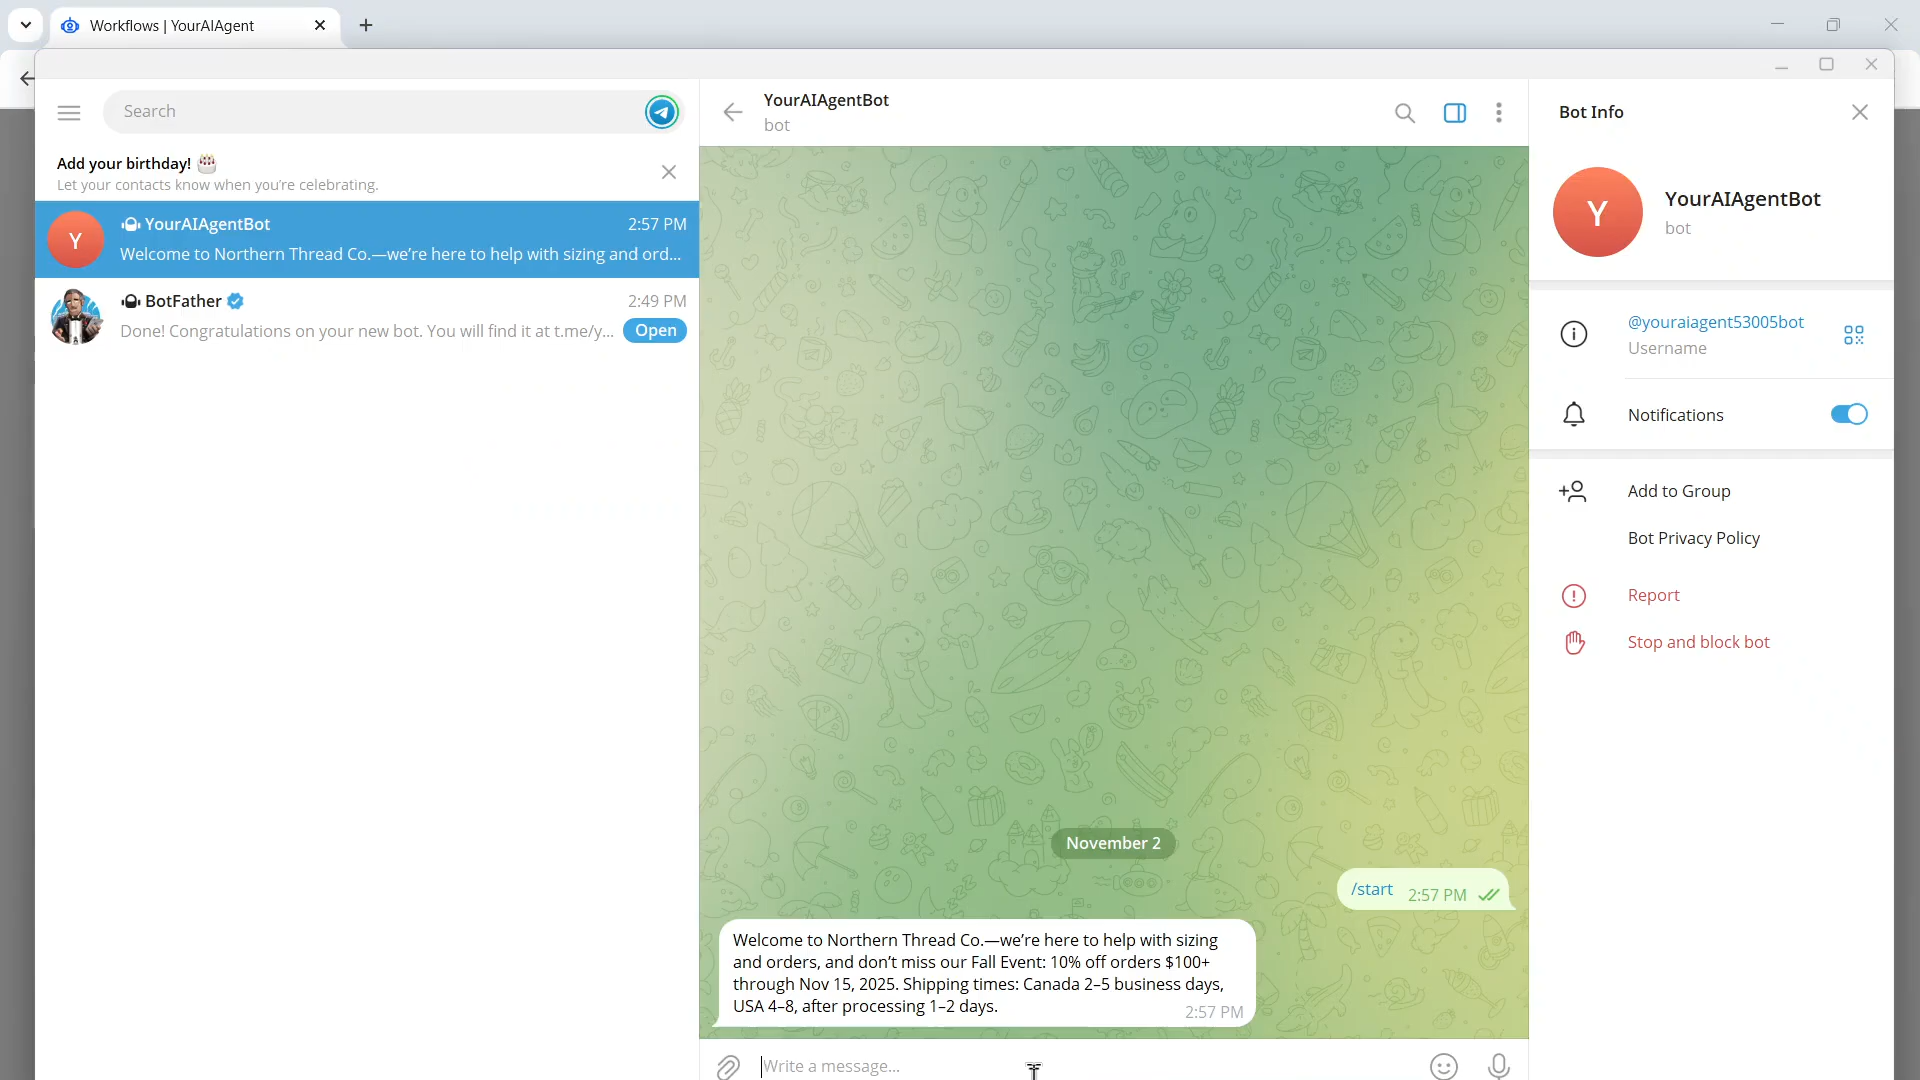 Workflows | YourAIAgent
Search
Add your birthday! 🎂
Let your contacts know when you're celebrating.
Y
YourAIAgentBot
2:57 PM
Welcome to Northern Thread Co.—we're here to help with sizing and ord...
BotFather
2:49 PM
Done! Congratulations on your new bot. You will find it at t.me/y...
Open
YourAIAgentBot
bot
November 2
/start 2:57 PM
Welcome to Northern Thread Co.—we're here to help with sizing
and orders, and don't miss our Fall Event: 10% off orders $100+
through Nov 15, 2025. Shipping times: Canada 2–5 business days,
USA 4–8, after processing 1–2 days.
2:57 PM
Write a message...
Bot Info
Y
YourAIAgentBot
bot
@youraiagent53005bot
Username
Notifications
Add to Group
Bot Privacy Policy
Report
Stop and block bot